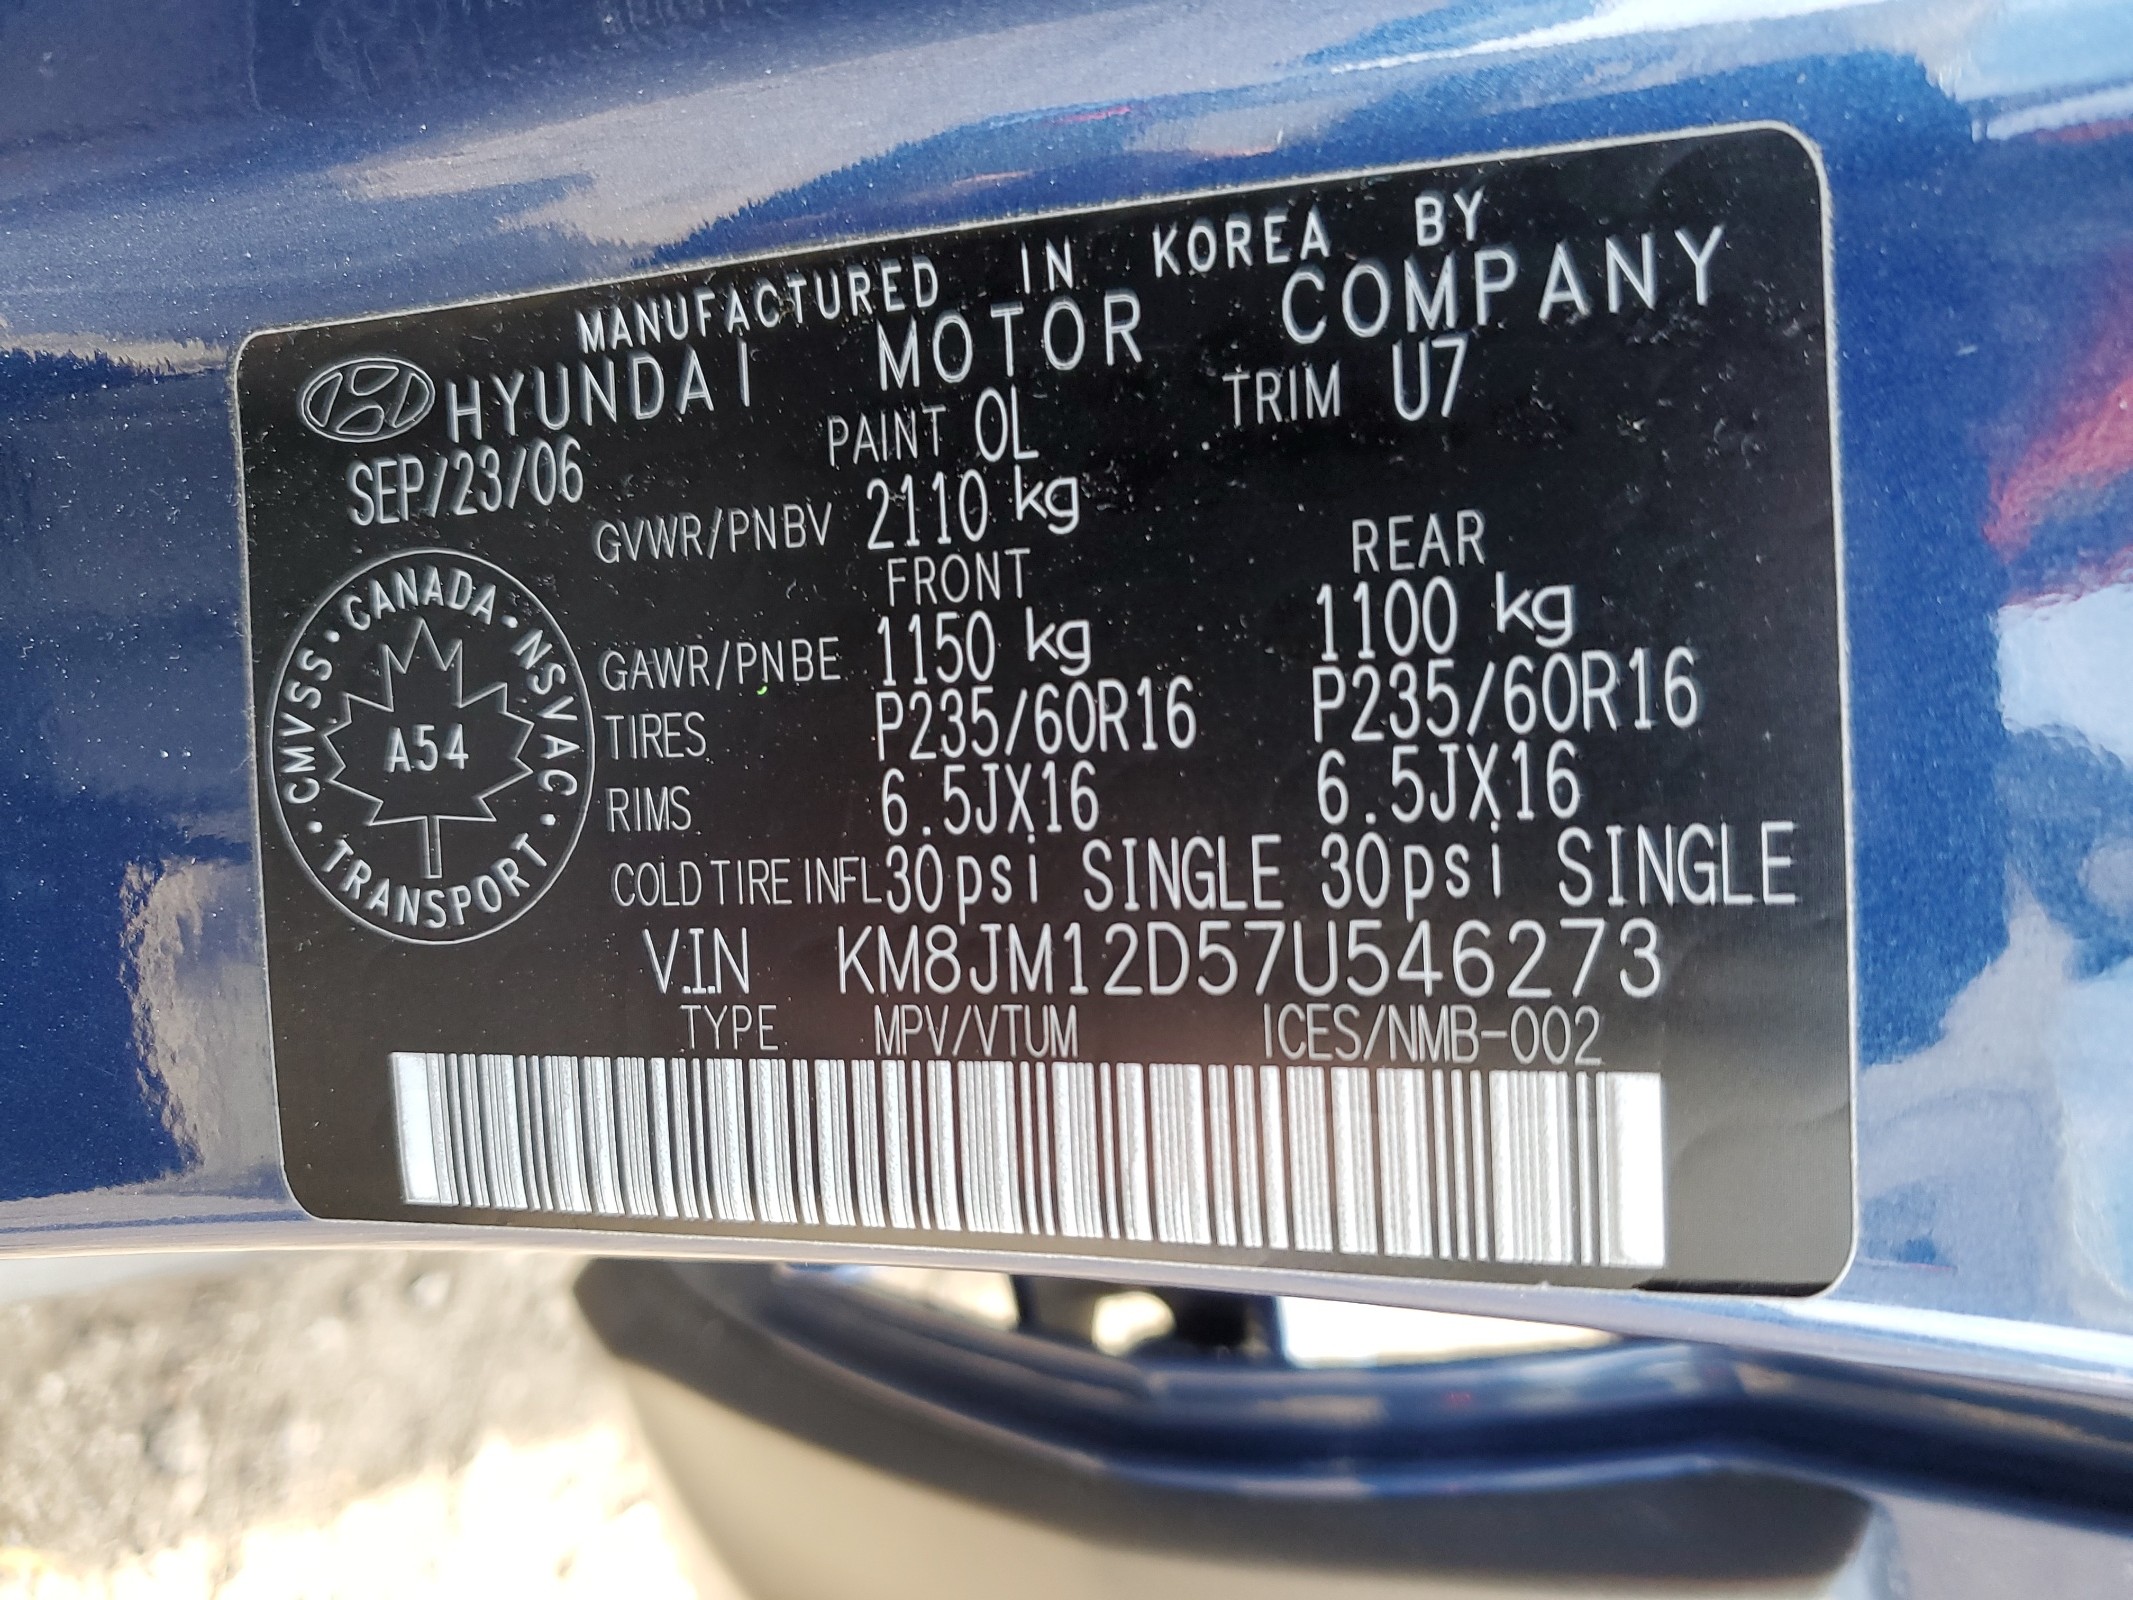 MANUFACTURED IN KOREA BY
HYUNDAI MOTOR COMPANY
SEP/23/06 PAINT OL TRIM U7
GVWR/PNBV 2110 kg
FRONT REAR
GAWR/PNBE 1150 kg 1100 kg
TIRES P235/60R16 P235/60R16
RIMS 6.5JX16 6.5JX16
COLD TIRE INFL 30psi SINGLE 30psi SINGLE
V.I.N KM8JM12D57U546273
TYPE MPV/VTUM ICES/NMB-002
CMVSS • CANADA • NSVAC • TRANSPORT •
A54